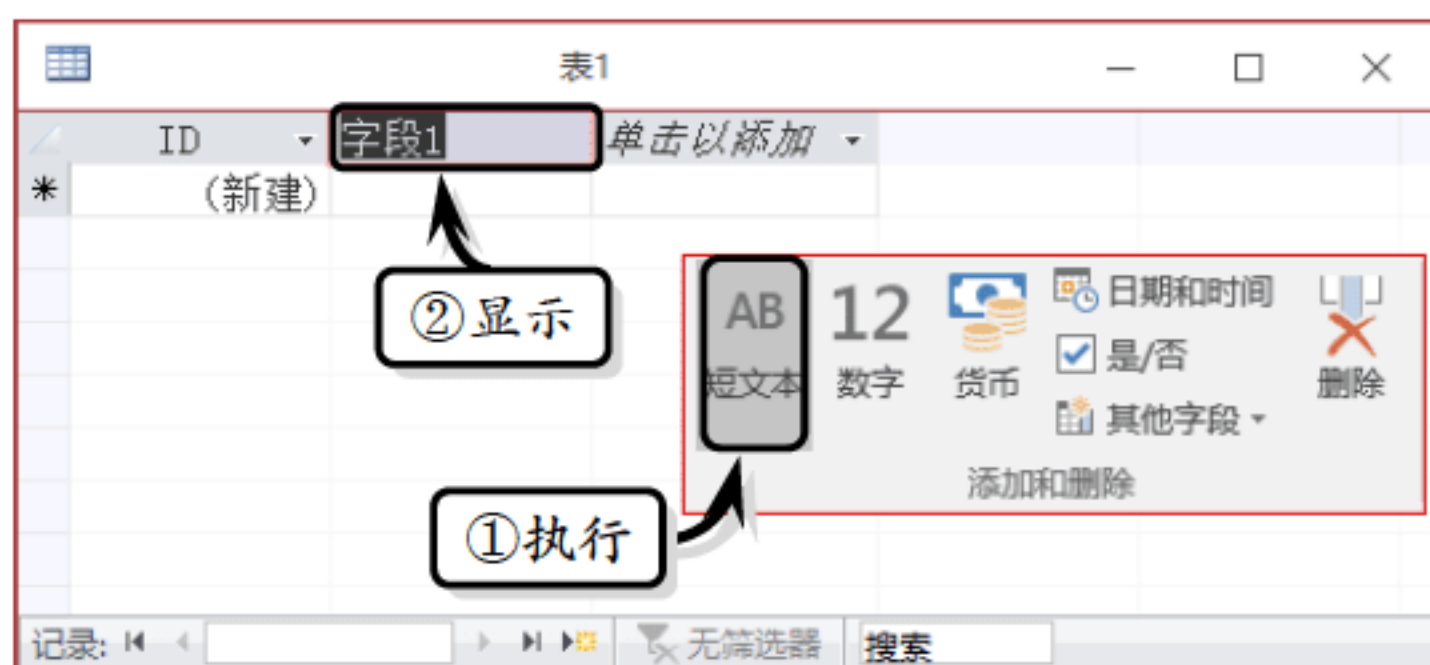 表1
ID 字段1 单击以添加
* (新建)
②显示
AB 12 日期和时间
是/否
短文本 数字 货币 其他字段 删除
添加和删除
①执行
记录: 无筛选器 搜索